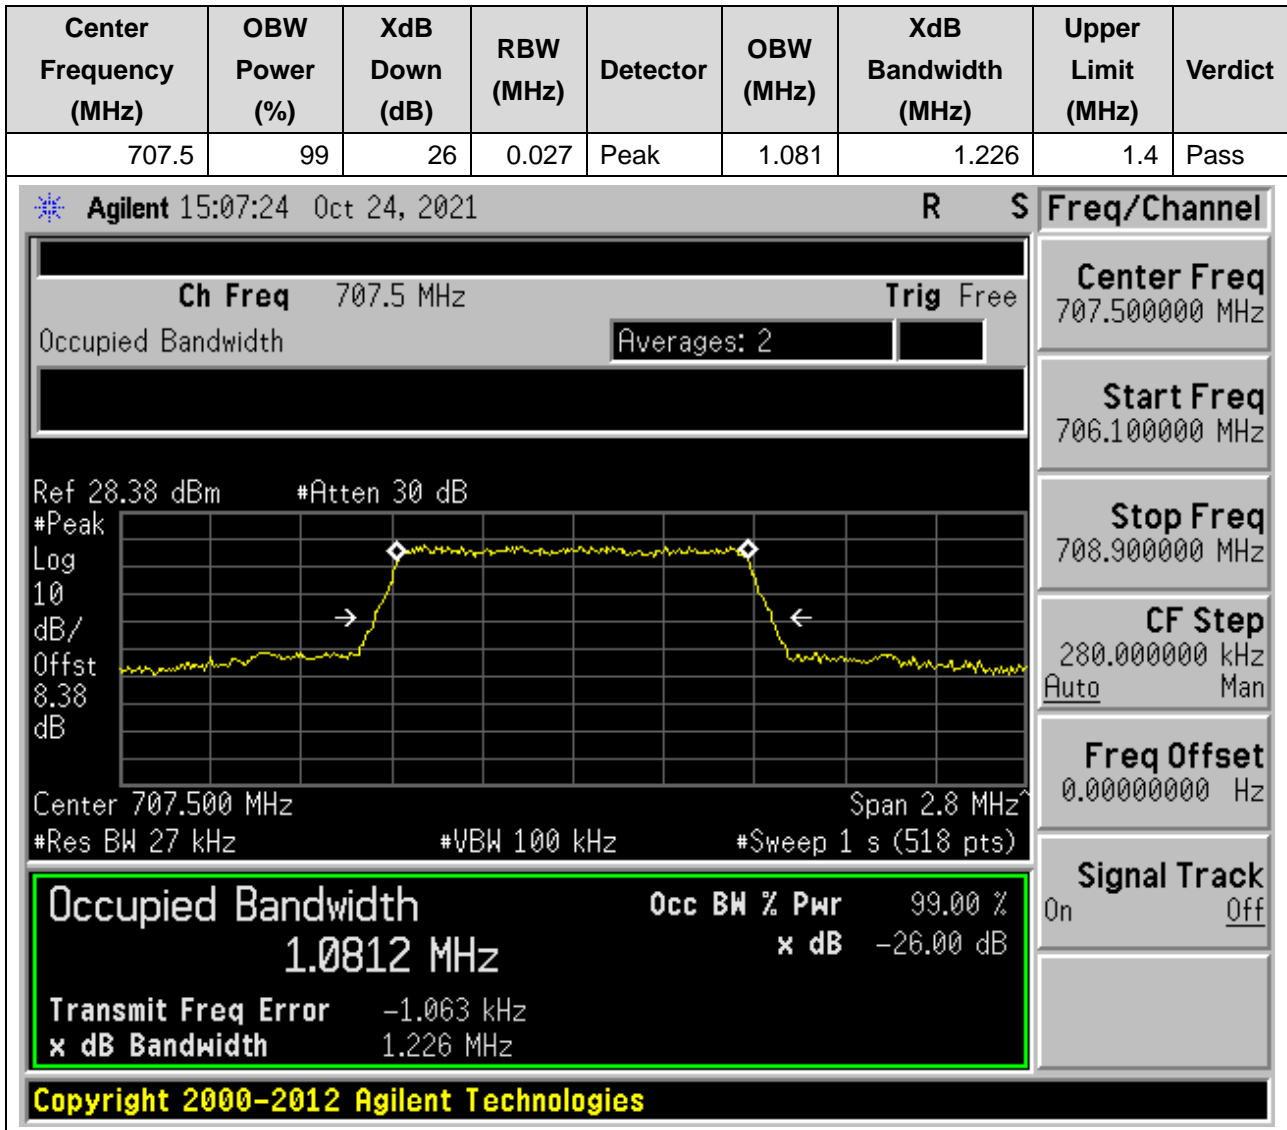 Center Frequency (MHz) OBW Power (%) XdB Down (dB) RBW (MHz) Detector OBW (MHz) XdB Bandwidth (MHz) Upper Limit (MHz) Verdict
707.5 99 26 0.027 Peak 1.081 1.226 1.4 Pass
Agilent 15:07:24 Oct 24, 2021 R S Freq/Channel
Ch Freq 707.5 MHz Trig Free
Occupied Bandwidth Averages: 2
Center Freq
707.500000 MHz
Start Freq
706.100000 MHz
Stop Freq
708.900000 MHz
CF Step
280.000000 kHz
Auto Man
Freq Offset
0.00000000 Hz
Signal Track
On Off
Ref 28.38 dBm #Atten 30 dB
#Peak
Log
10
dB/
Offst
8.38
dB
Center 707.500 MHz Span 2.8 MHz^
#Res BW 27 kHz #VBW 100 kHz #Sweep 1 s (518 pts)
Occupied Bandwidth Occ BW % Pwr 99.00 %
1.0812 MHz x dB -26.00 dB
Transmit Freq Error -1.063 kHz
x dB Bandwidth 1.226 MHz
Copyright 2000-2012 Agilent Technologies